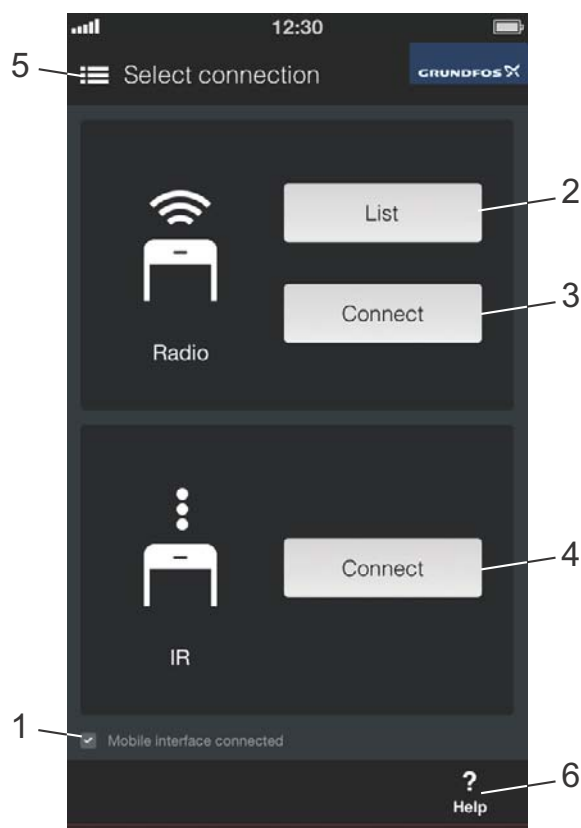 12:30
5
Select connection
GRUNDFOS
List
2
Connect
3
Radio
Connect
4
IR
1
Mobile interface connected
?
Help
6